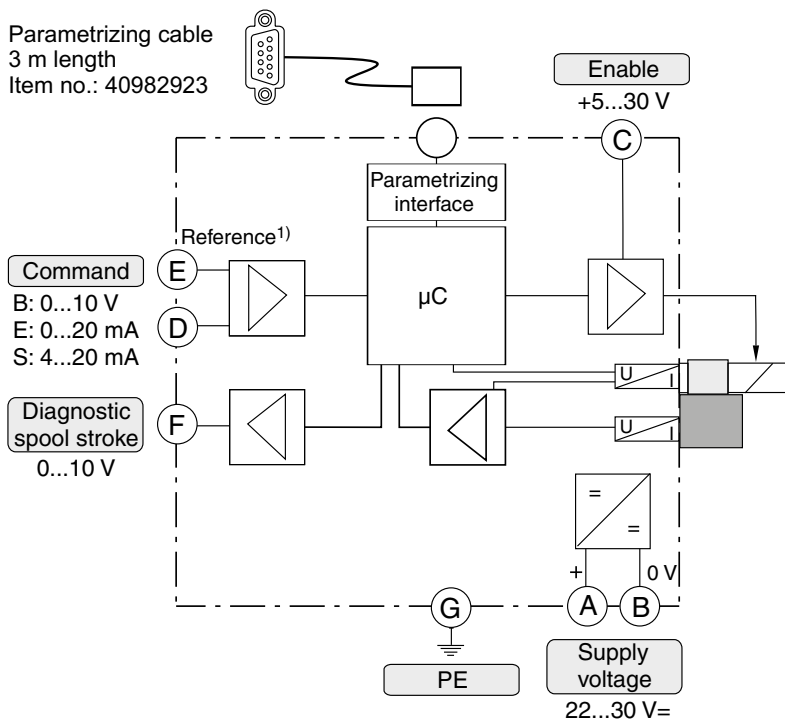 Parametrizing cable
3 m length
Item no.: 40982923
Enable
+5...30 V
C
Parametrizing
interface
Reference¹⁾
Command
E
B: 0...10 V
E: 0...20 mA
S: 4...20 mA
D
µC
U
I
Diagnostic
spool stroke
0...10 V
F
U
I
=
=
+
0 V
G
A
B
PE
Supply
voltage
22...30 V=